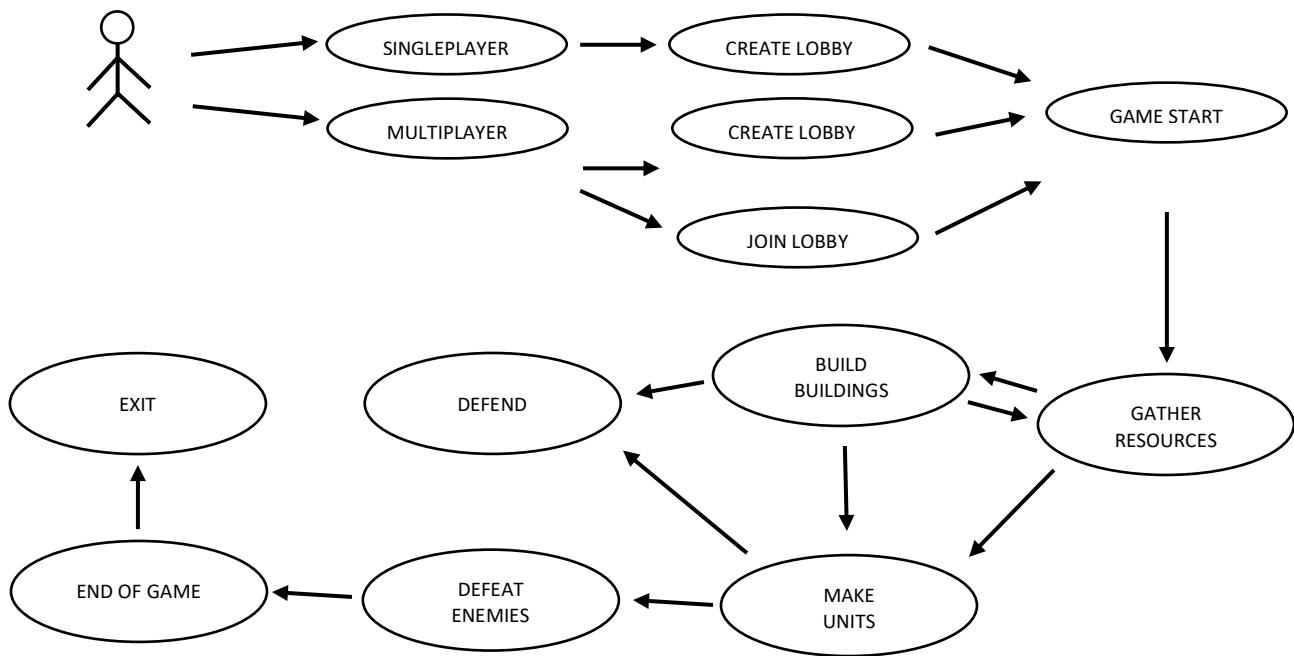 SINGLEPLAYER
CREATE LOBBY
MULTIPLAYER
CREATE LOBBY
GAME START
JOIN LOBBY
EXIT
DEFEND
BUILD
BUILDINGS
GATHER
RESOURCES
END OF GAME
DEFEAT
ENEMIES
MAKE
UNITS